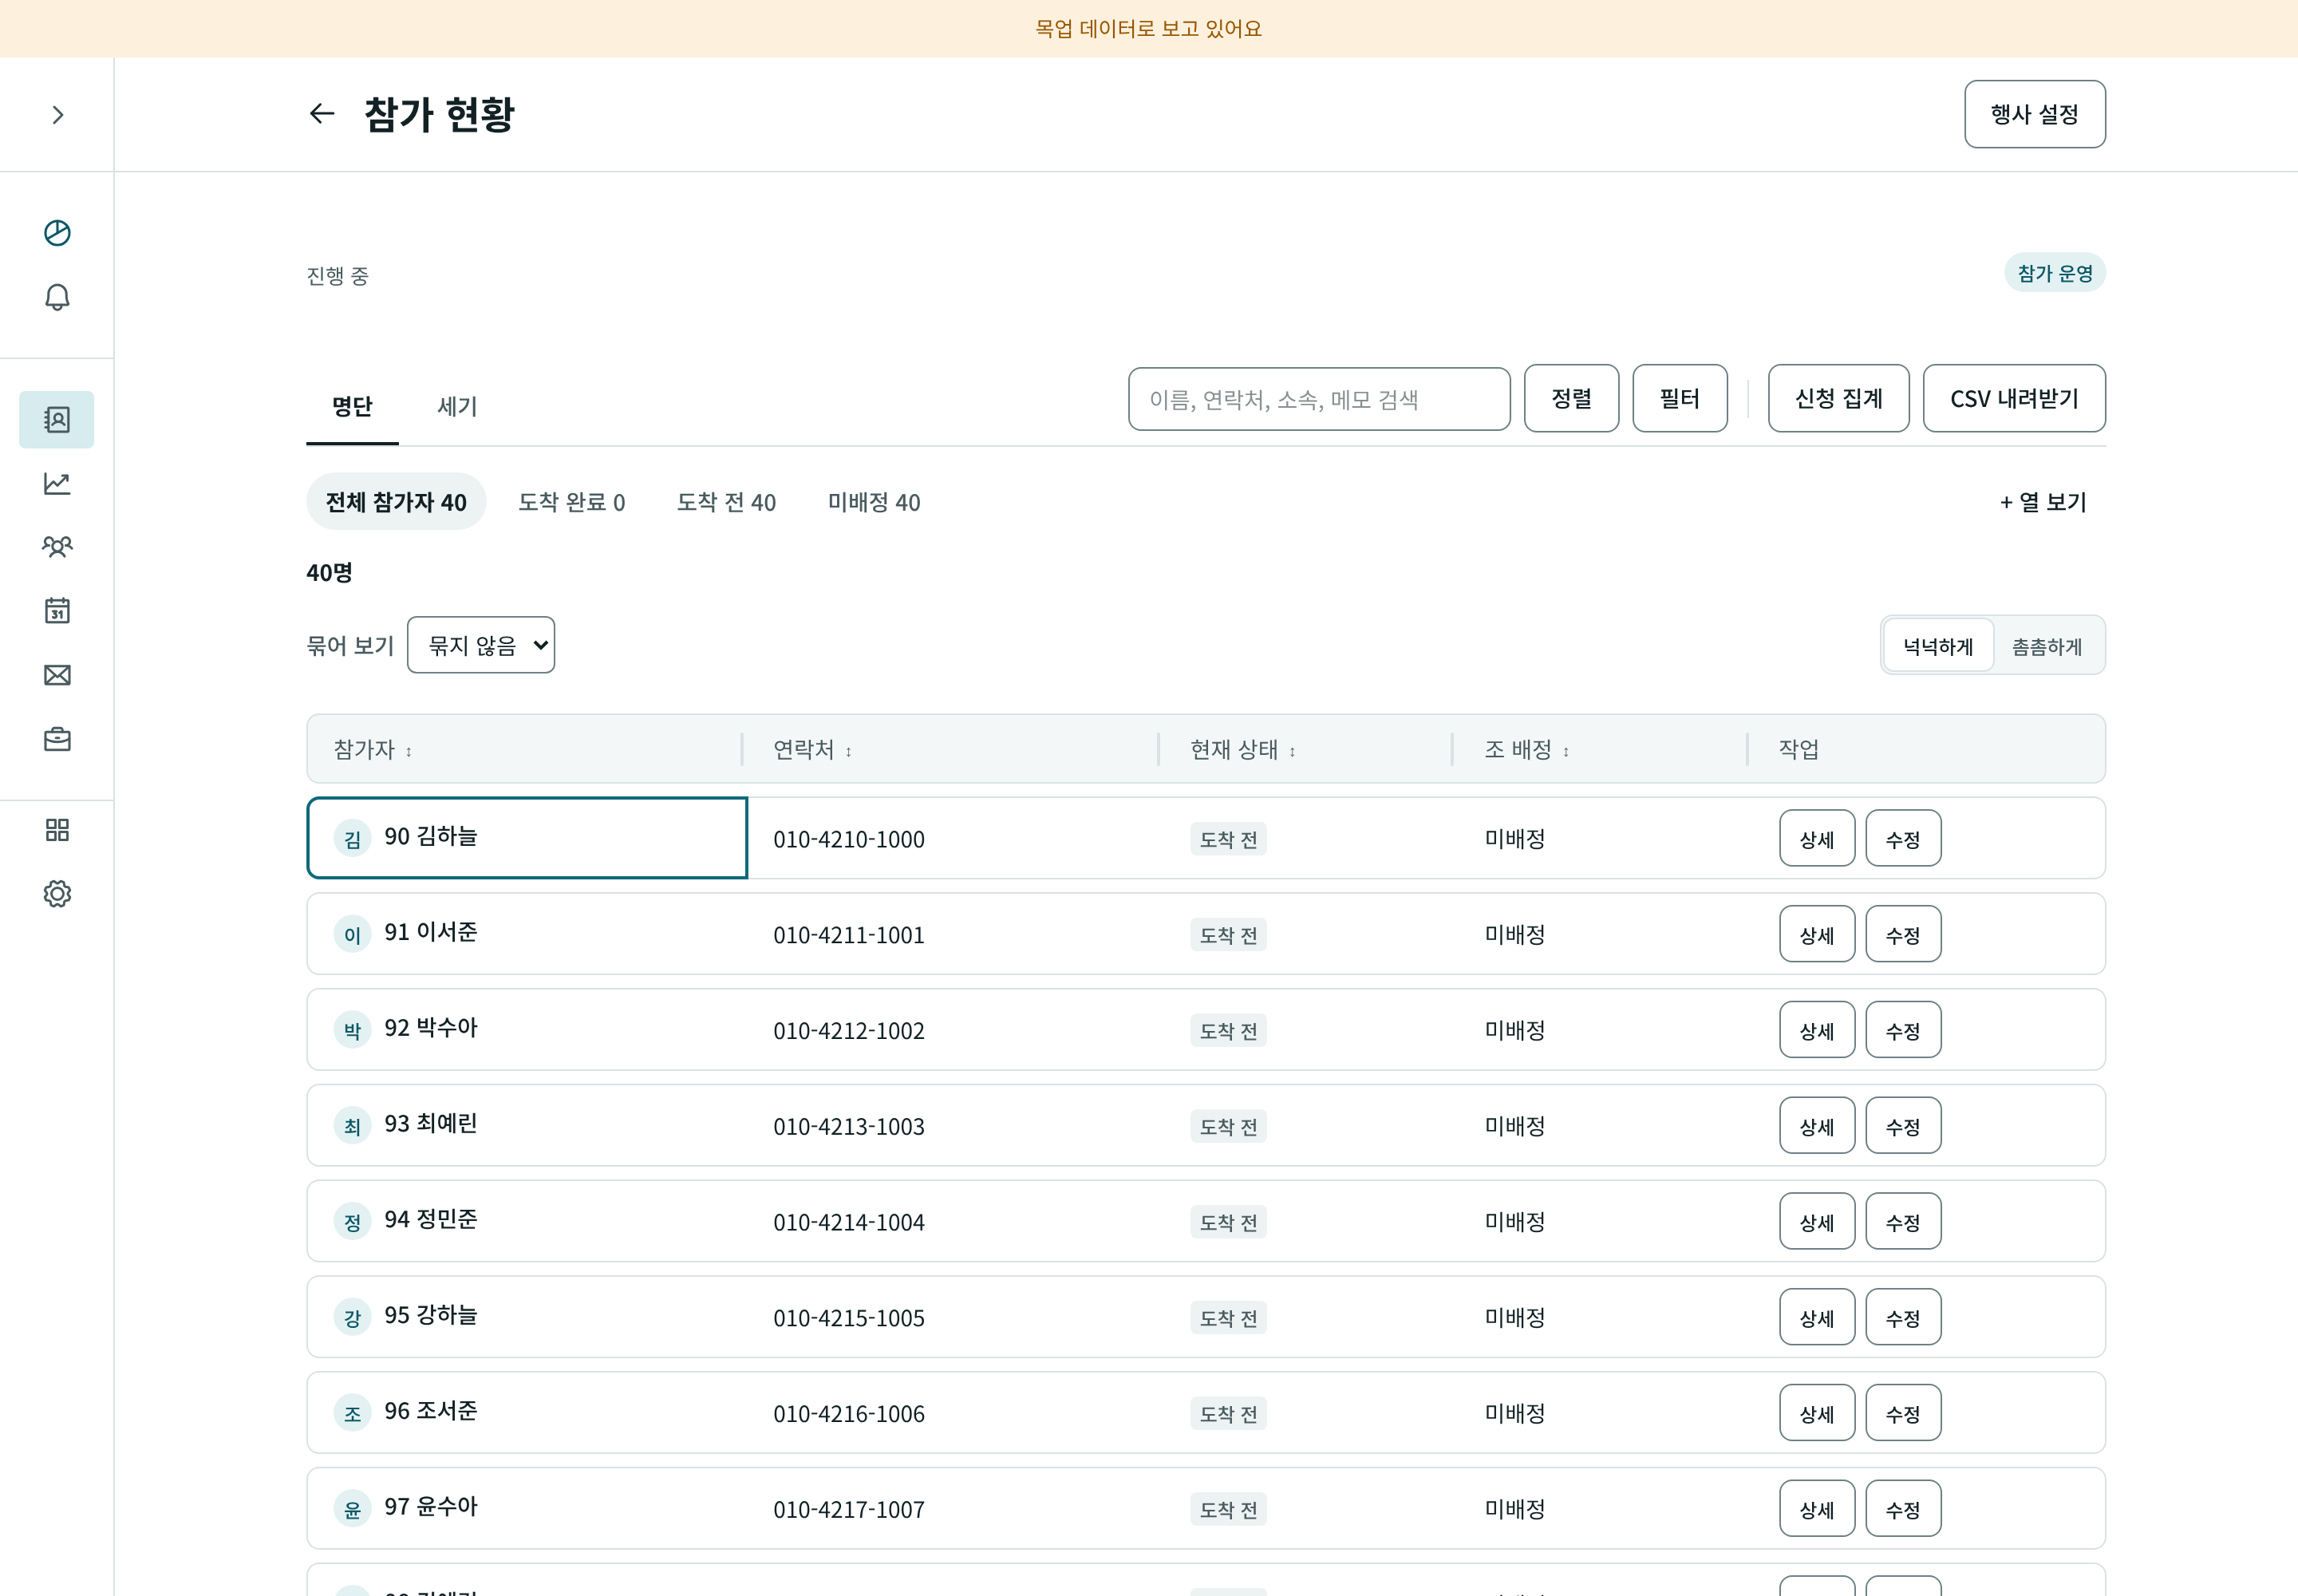 목업 데이터로 보고 있어요
참가 현황
행사 설정
진행 중
참가 운영
명단
세기
이름, 연락처, 소속, 메모 검색
정렬
필터
신청 집계
CSV 내려받기
전체 참가자 40
도착 완료 0
도착 전 40
미배정 40
+ 열 보기
40명
묶어 보기
묶지 않음
넉넉하게
촘촘하게
참가자 ↕
연락처 ↕
현재 상태 ↕
조 배정 ↕
작업
김 90 김하늘 010-4210-1000 도착 전 미배정 상세 수정
이 91 이서준 010-4211-1001 도착 전 미배정 상세 수정
박 92 박수아 010-4212-1002 도착 전 미배정 상세 수정
최 93 최예린 010-4213-1003 도착 전 미배정 상세 수정
정 94 정민준 010-4214-1004 도착 전 미배정 상세 수정
강 95 강하늘 010-4215-1005 도착 전 미배정 상세 수정
조 96 조서준 010-4216-1006 도착 전 미배정 상세 수정
윤 97 윤수아 010-4217-1007 도착 전 미배정 상세 수정
31